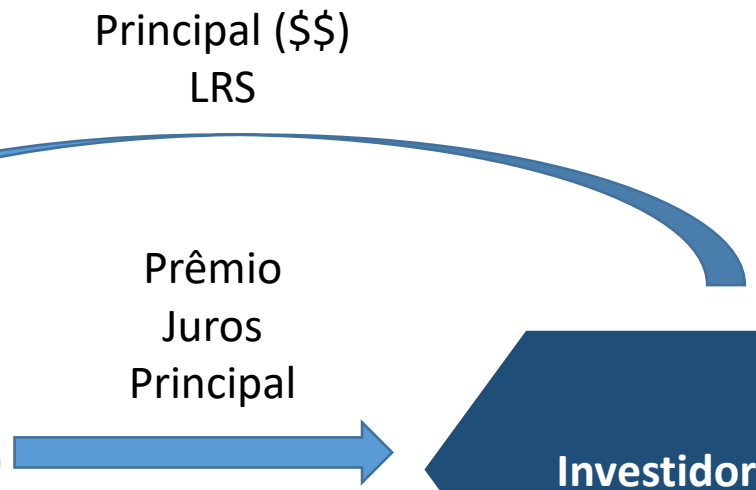 Principal ($$)
LRS
Prêmio
Juros
Principal
Investidor